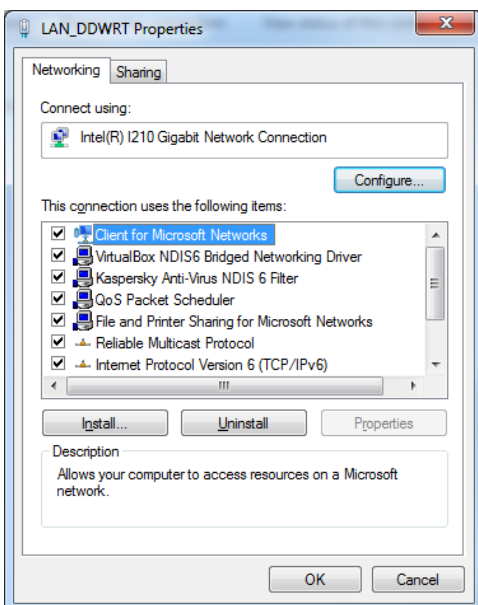 LAN_DDWRT Properties
Networking
Sharing
Connect using:
Intel(R) I210 Gigabit Network Connection
Configure...
This connection uses the following items:
Client for Microsoft Networks
VirtualBox NDIS6 Bridged Networking Driver
Kaspersky Anti-Virus NDIS 6 Filter
QoS Packet Scheduler
File and Printer Sharing for Microsoft Networks
Reliable Multicast Protocol
Internet Protocol Version 6 (TCP/IPv6)
Install...
Uninstall
Properties
Description
Allows your computer to access resources on a Microsoft
network.
OK
Cancel